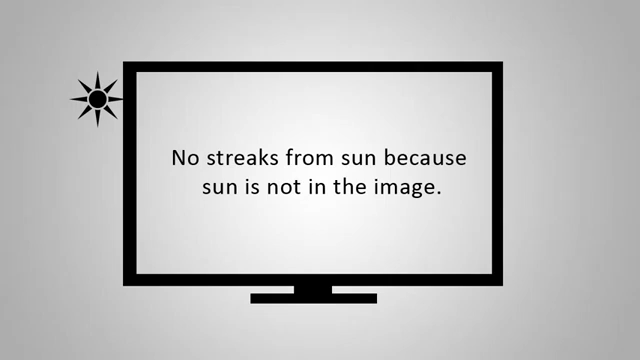 No streaks from sun because
sun is not in the image.